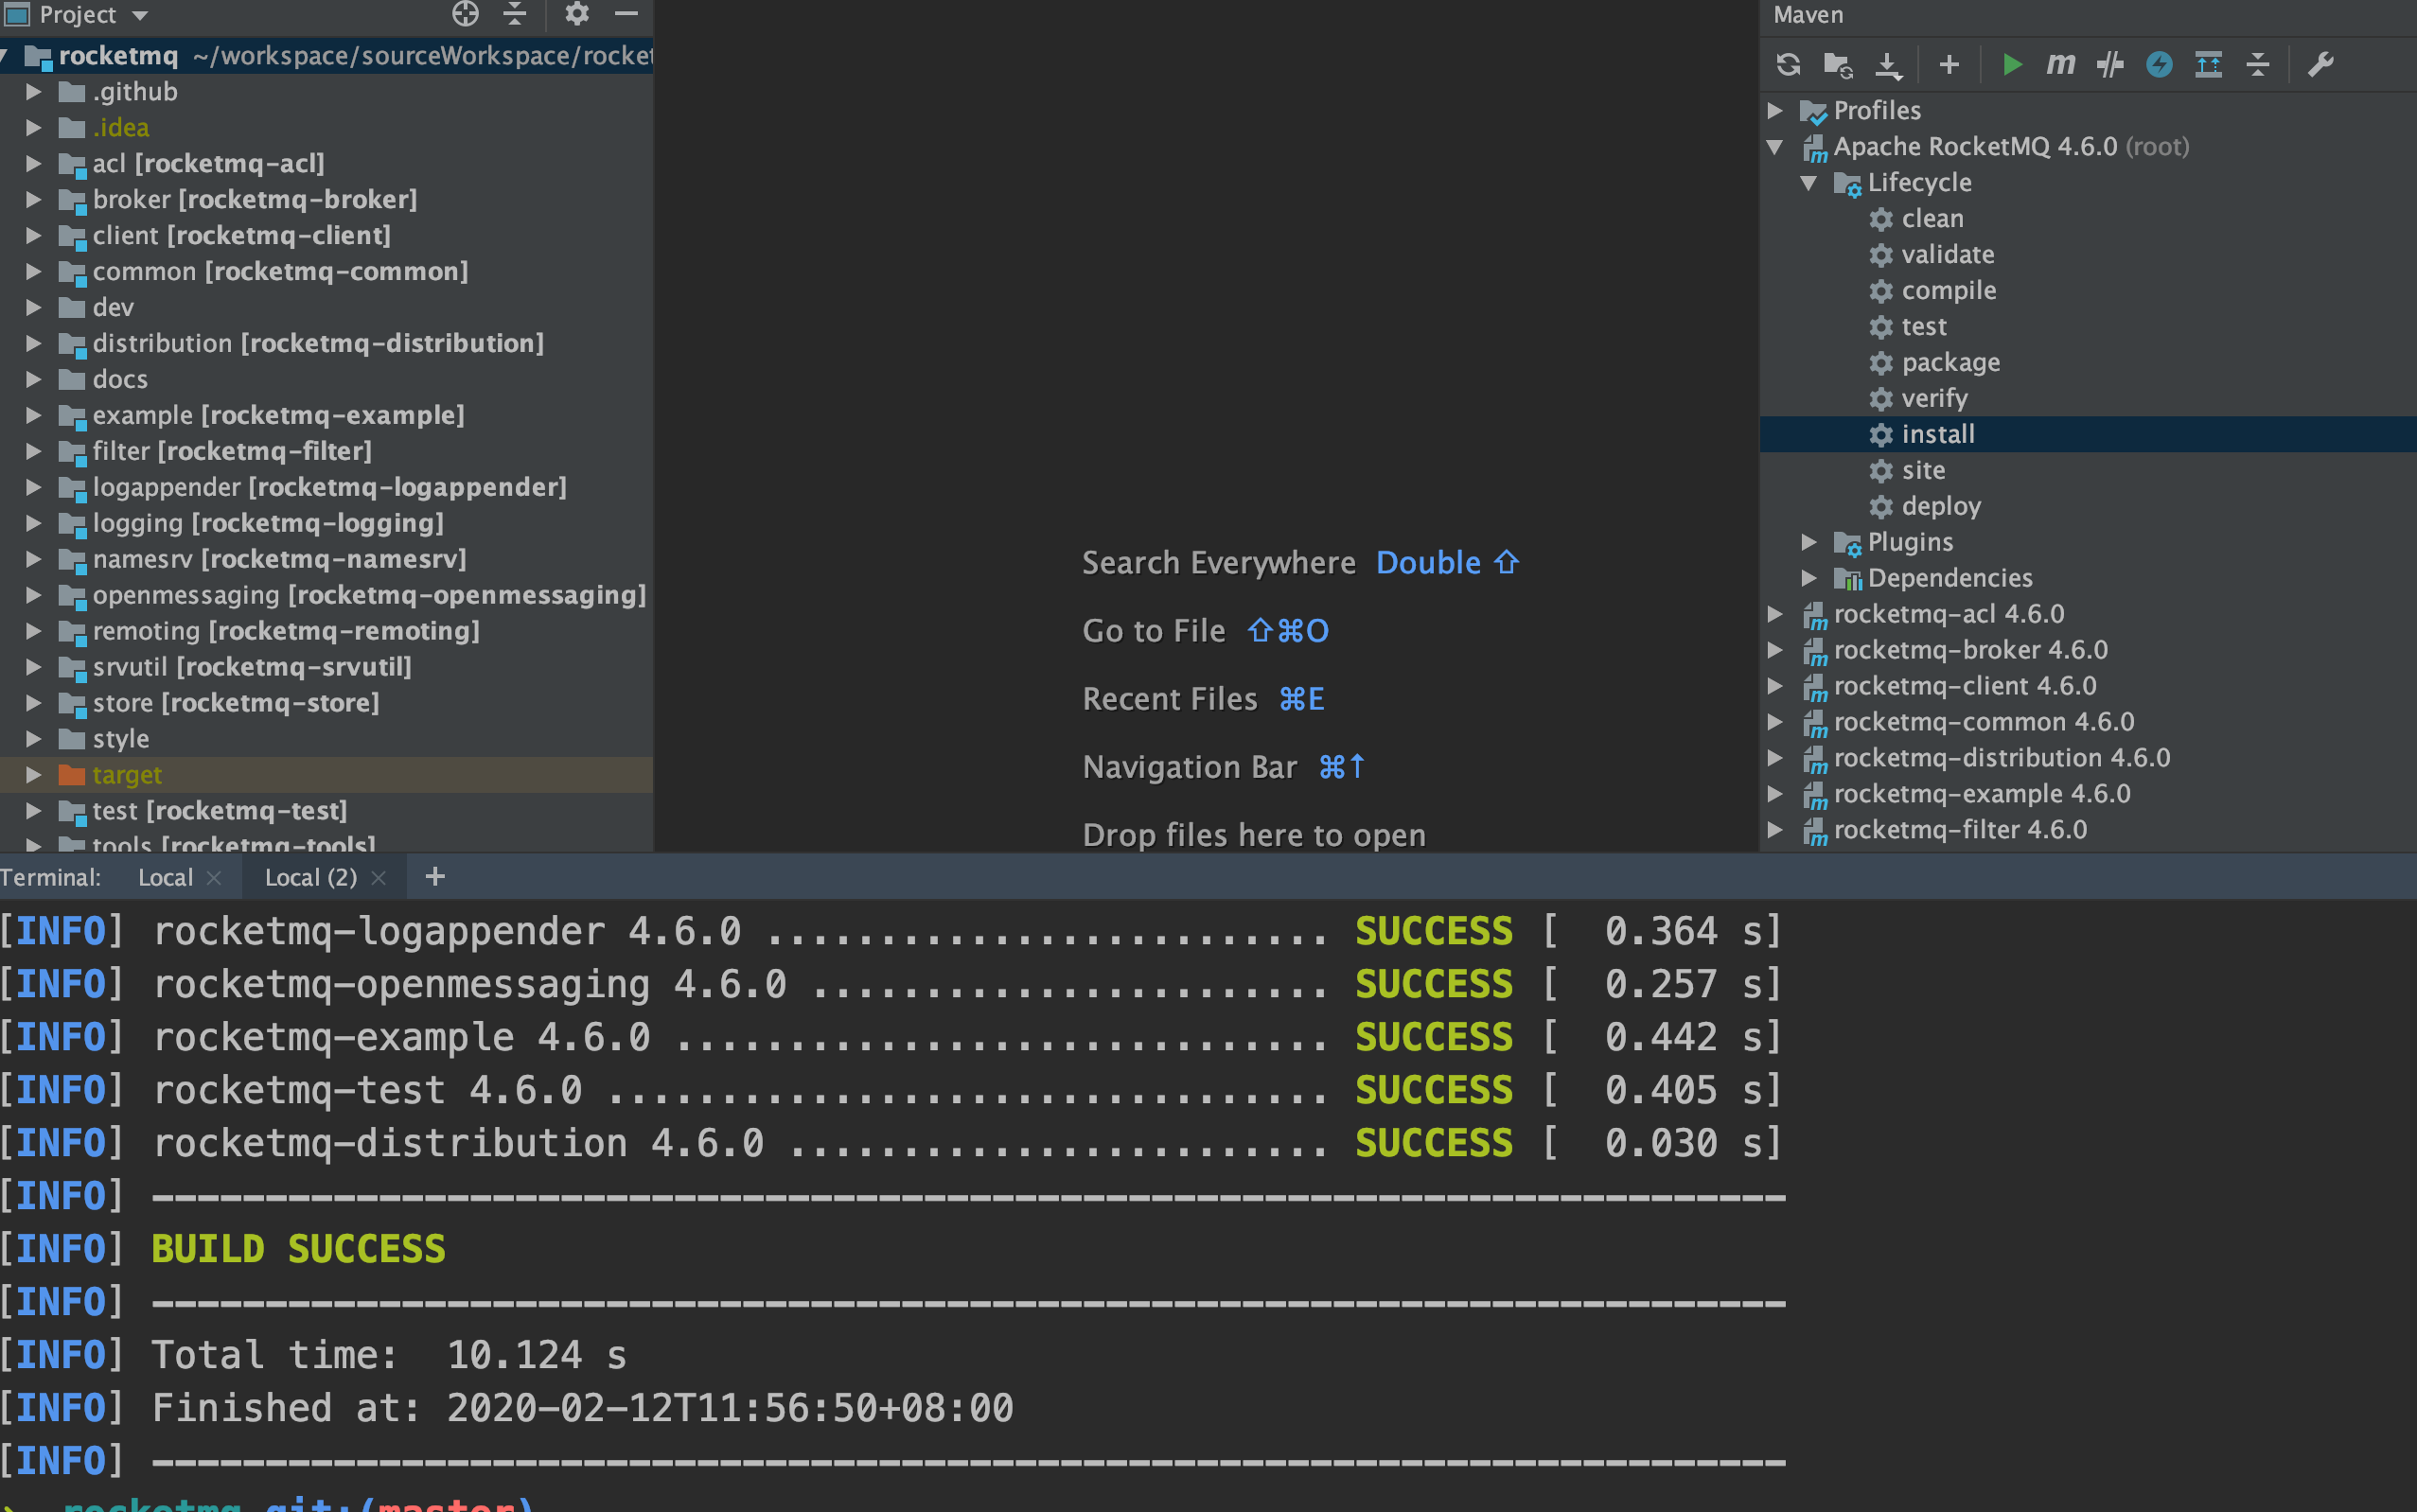 Project
rocketmq ~/workspace/sourceWorkspace/rocket
.github
.idea
acl [rocketmq-acl]
broker [rocketmq-broker]
client [rocketmq-client]
common [rocketmq-common]
dev
distribution [rocketmq-distribution]
docs
example [rocketmq-example]
filter [rocketmq-filter]
logappender [rocketmq-logappender]
logging [rocketmq-logging]
namesrv [rocketmq-namesrv]
openmessaging [rocketmq-openmessaging]
remoting [rocketmq-remoting]
srvutil [rocketmq-srvutil]
store [rocketmq-store]
style
target
test [rocketmq-test]
tools [rocketmq-tools]
Search Everywhere Double ⇧
Go to File ⇧⌘O
Recent Files ⌘E
Navigation Bar ⌘↑
Drop files here to open
Maven
Profiles
Apache RocketMQ 4.6.0 (root)
Lifecycle
clean
validate
compile
test
package
verify
install
site
deploy
Plugins
Dependencies
rocketmq-acl 4.6.0
rocketmq-broker 4.6.0
rocketmq-client 4.6.0
rocketmq-common 4.6.0
rocketmq-distribution 4.6.0
rocketmq-example 4.6.0
rocketmq-filter 4.6.0
Terminal: Local × Local (2) × +
[INFO] rocketmq-logappender 4.6.0 ......................... SUCCESS [  0.364 s]
[INFO] rocketmq-openmessaging 4.6.0 ....................... SUCCESS [  0.257 s]
[INFO] rocketmq-example 4.6.0 ............................. SUCCESS [  0.442 s]
[INFO] rocketmq-test 4.6.0 ................................ SUCCESS [  0.405 s]
[INFO] rocketmq-distribution 4.6.0 ........................ SUCCESS [  0.030 s]
[INFO] ------------------------------------------------------------------------
[INFO] BUILD SUCCESS
[INFO] ------------------------------------------------------------------------
[INFO] Total time:  10.124 s
[INFO] Finished at: 2020-02-12T11:56:50+08:00
[INFO] ------------------------------------------------------------------------
rocketmq git:(master)